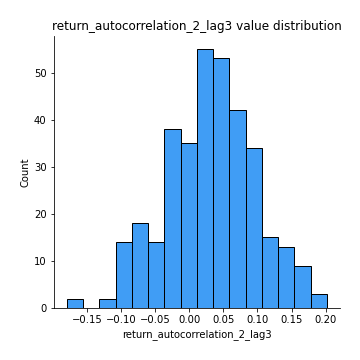 return_autocorrelation_2_lag3 value distribution
50
40
30
20
10
0
Count
−0.15 −0.10 −0.05 0.00 0.05 0.10 0.15 0.20
return_autocorrelation_2_lag3